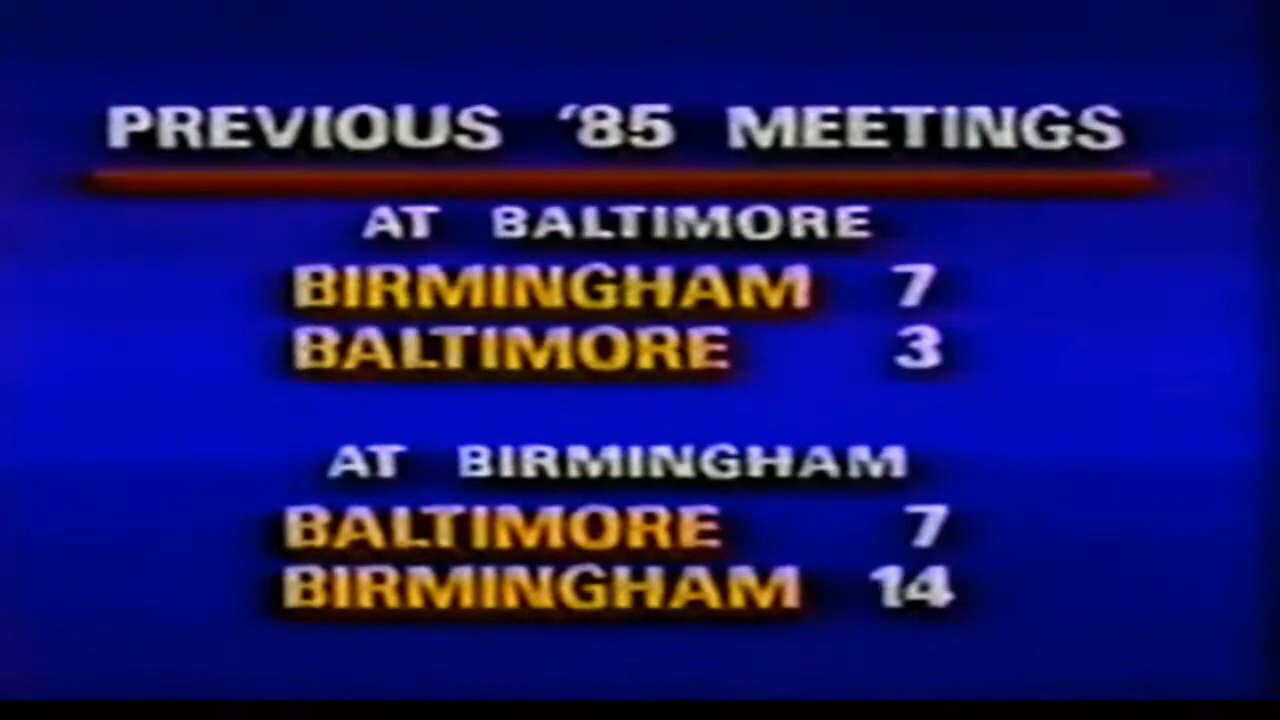 PREVIOUS '85 MEETINGS
AT BALTIMORE
BIRMINGHAM 7
BALTIMORE 3
AT BIRMINGHAM
BALTIMORE 7
BIRMINGHAM 14